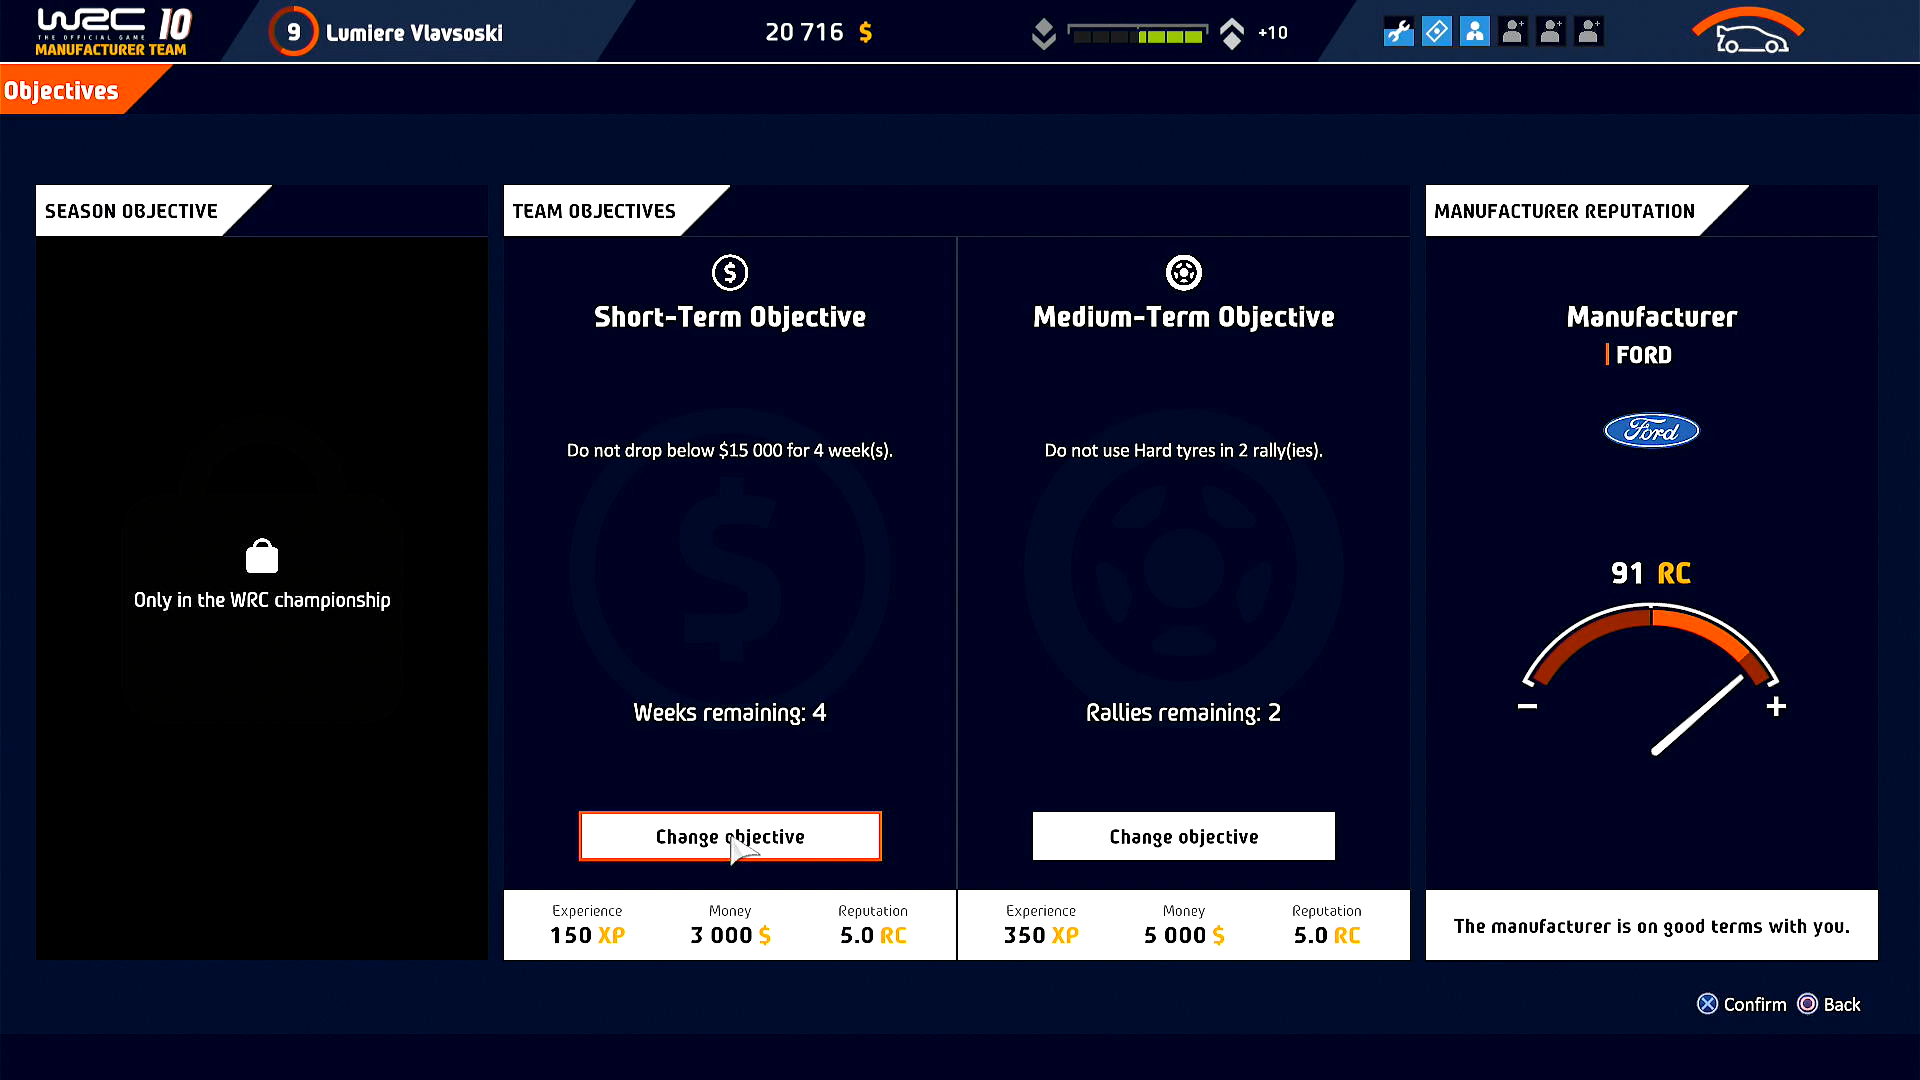 WRC 10
THE OFFICIAL GAME
MANUFACTURER TEAM
9
Lumiere Vlavsoski
20 716 $
+10
Objectives
SEASON OBJECTIVE
Only in the WRC championship
TEAM OBJECTIVES
$
Short-Term Objective
Do not drop below $15 000 for 4 week(s).
$
Weeks remaining: 4
Change objective
Experience Money Reputation
150 XP 3 000 $ 5.0 RC
Medium-Term Objective
Do not use Hard tyres in 2 rally(ies).
Rallies remaining: 2
Change objective
Experience Money Reputation
350 XP 5 000 $ 5.0 RC
MANUFACTURER REPUTATION
Manufacturer
FORD
Ford
91 RC
- +
The manufacturer is on good terms with you.
Confirm Back